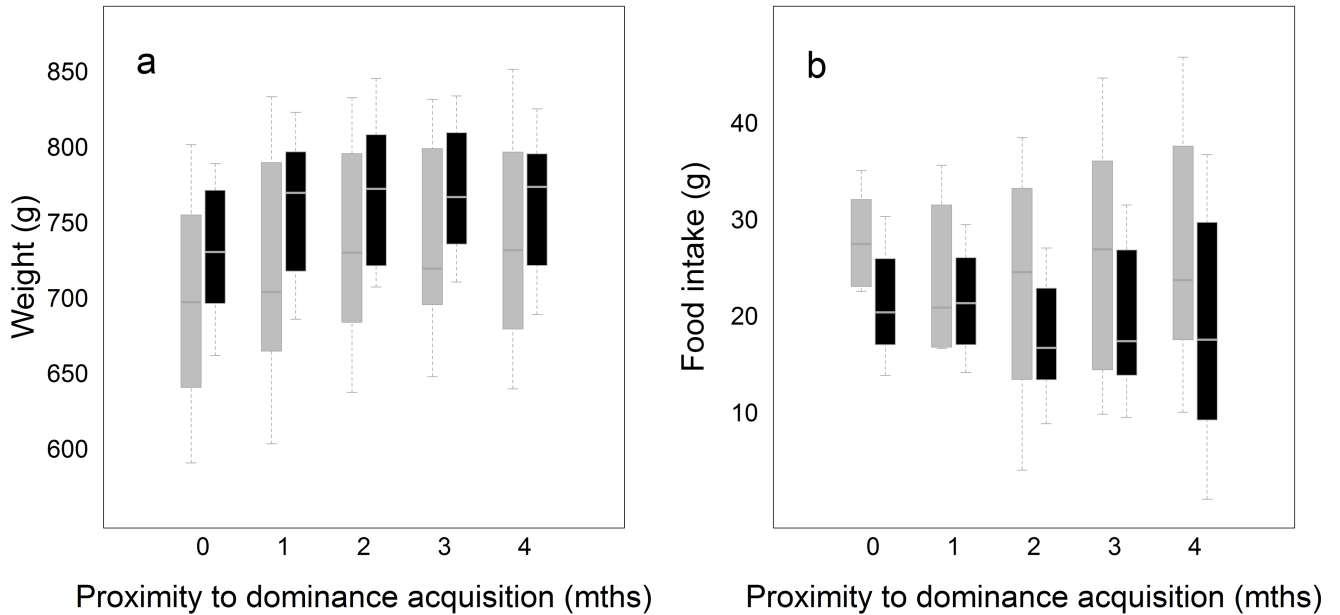 a
850
800
750
700
650
600
Weight (g)
0 1 2 3 4
Proximity to dominance acquisition (mths)
b
40
30
20
10
Food intake (g)
0 1 2 3 4
Proximity to dominance acquisition (mths)